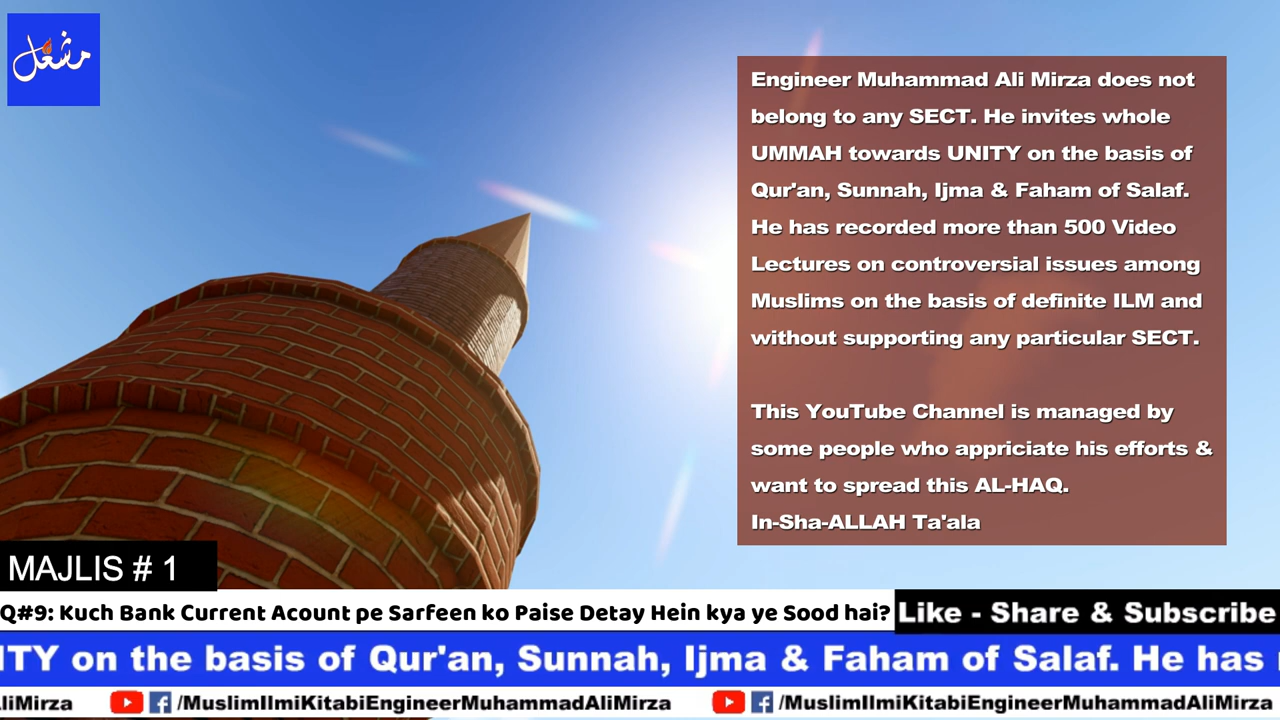 مشعل
Engineer Muhammad Ali Mirza does not
belong to any SECT. He invites whole
UMMAH towards UNITY on the basis of
Qur'an, Sunnah, Ijma & Faham of Salaf.
He has recorded more than 500 Video
Lectures on controversial issues among
Muslims on the basis of definite ILM and
without supporting any particular SECT.
This YouTube Channel is managed by
some people who appriciate his efforts &
want to spread this AL-HAQ.
In-Sha-ALLAH Ta'ala
MAJLIS # 1
Q#9: Kuch Bank Current Acount pe Sarfeen ko Paise Detay Hein kya ye Sood hai? Like - Share & Subscribe
ITY on the basis of Qur'an, Sunnah, Ijma & Faham of Salaf. He has
liMirza /MuslimIlmiKitabiEngineerMuhammadAliMirza /MuslimIlmiKitabiEngineerMuhammadAliMirza